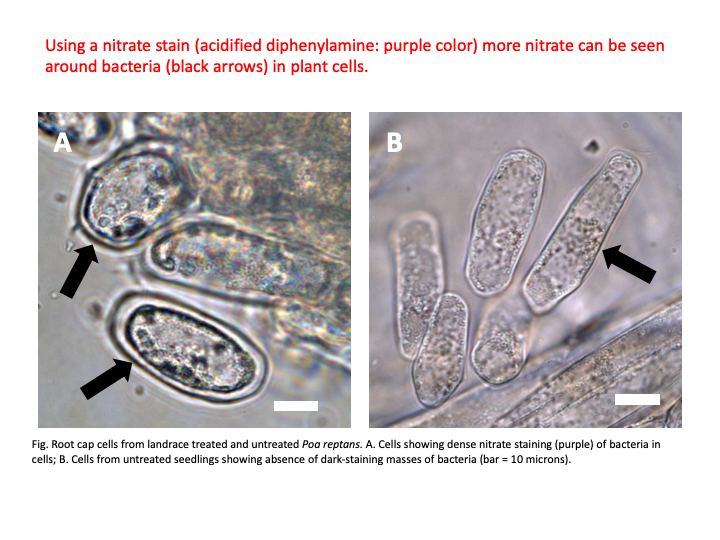 Using a nitrate stain (acidified diphenylamine: purple color) more nitrate can be seen
around bacteria (black arrows) in plant cells.
A
B
Fig. Root cap cells from landrace treated and untreated Poa reptans. A. Cells showing dense nitrate staining (purple) of bacteria in
cells; B. Cells from untreated seedlings showing absence of dark-staining masses of bacteria (bar = 10 microns).